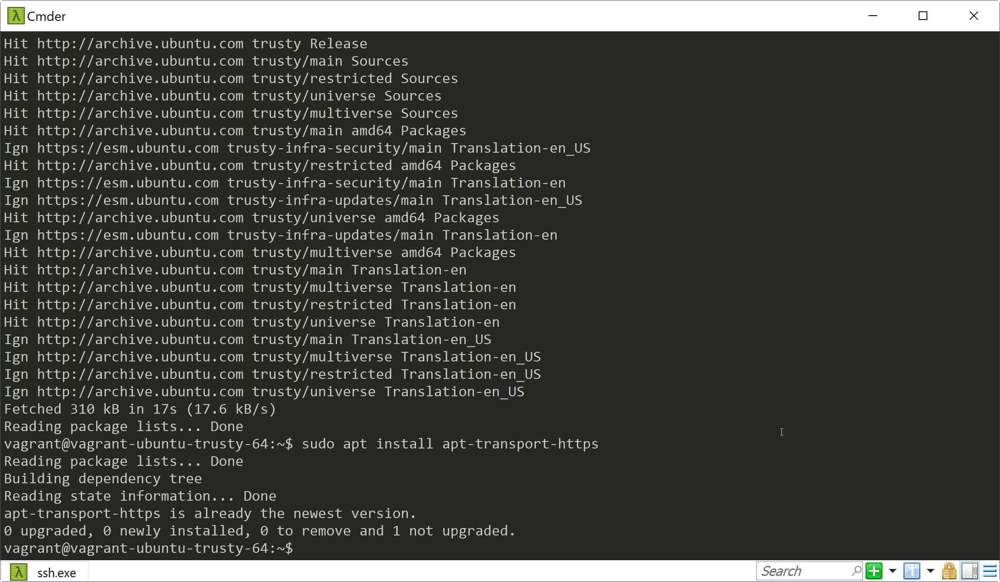 Cmder
Hit http://archive.ubuntu.com trusty Release
Hit http://archive.ubuntu.com trusty/main Sources
Hit http://archive.ubuntu.com trusty/restricted Sources
Hit http://archive.ubuntu.com trusty/universe Sources
Hit http://archive.ubuntu.com trusty/multiverse Sources
Hit http://archive.ubuntu.com trusty/main amd64 Packages
Ign https://esm.ubuntu.com trusty-infra-security/main Translation-en_US
Hit http://archive.ubuntu.com trusty/restricted amd64 Packages
Ign https://esm.ubuntu.com trusty-infra-security/main Translation-en
Ign https://esm.ubuntu.com trusty-infra-updates/main Translation-en_US
Hit http://archive.ubuntu.com trusty/universe amd64 Packages
Ign https://esm.ubuntu.com trusty-infra-updates/main Translation-en
Hit http://archive.ubuntu.com trusty/multiverse amd64 Packages
Hit http://archive.ubuntu.com trusty/main Translation-en
Hit http://archive.ubuntu.com trusty/multiverse Translation-en
Hit http://archive.ubuntu.com trusty/restricted Translation-en
Hit http://archive.ubuntu.com trusty/universe Translation-en
Ign http://archive.ubuntu.com trusty/main Translation-en_US
Ign http://archive.ubuntu.com trusty/multiverse Translation-en_US
Ign http://archive.ubuntu.com trusty/restricted Translation-en_US
Ign http://archive.ubuntu.com trusty/universe Translation-en_US
Fetched 310 kB in 17s (17.6 kB/s)
Reading package lists... Done
vagrant@vagrant-ubuntu-trusty-64:~$ sudo apt install apt-transport-https
Reading package lists... Done
Building dependency tree
Reading state information... Done
apt-transport-https is already the newest version.
0 upgraded, 0 newly installed, 0 to remove and 1 not upgraded.
vagrant@vagrant-ubuntu-trusty-64:~$
λ ssh.exe Search 1